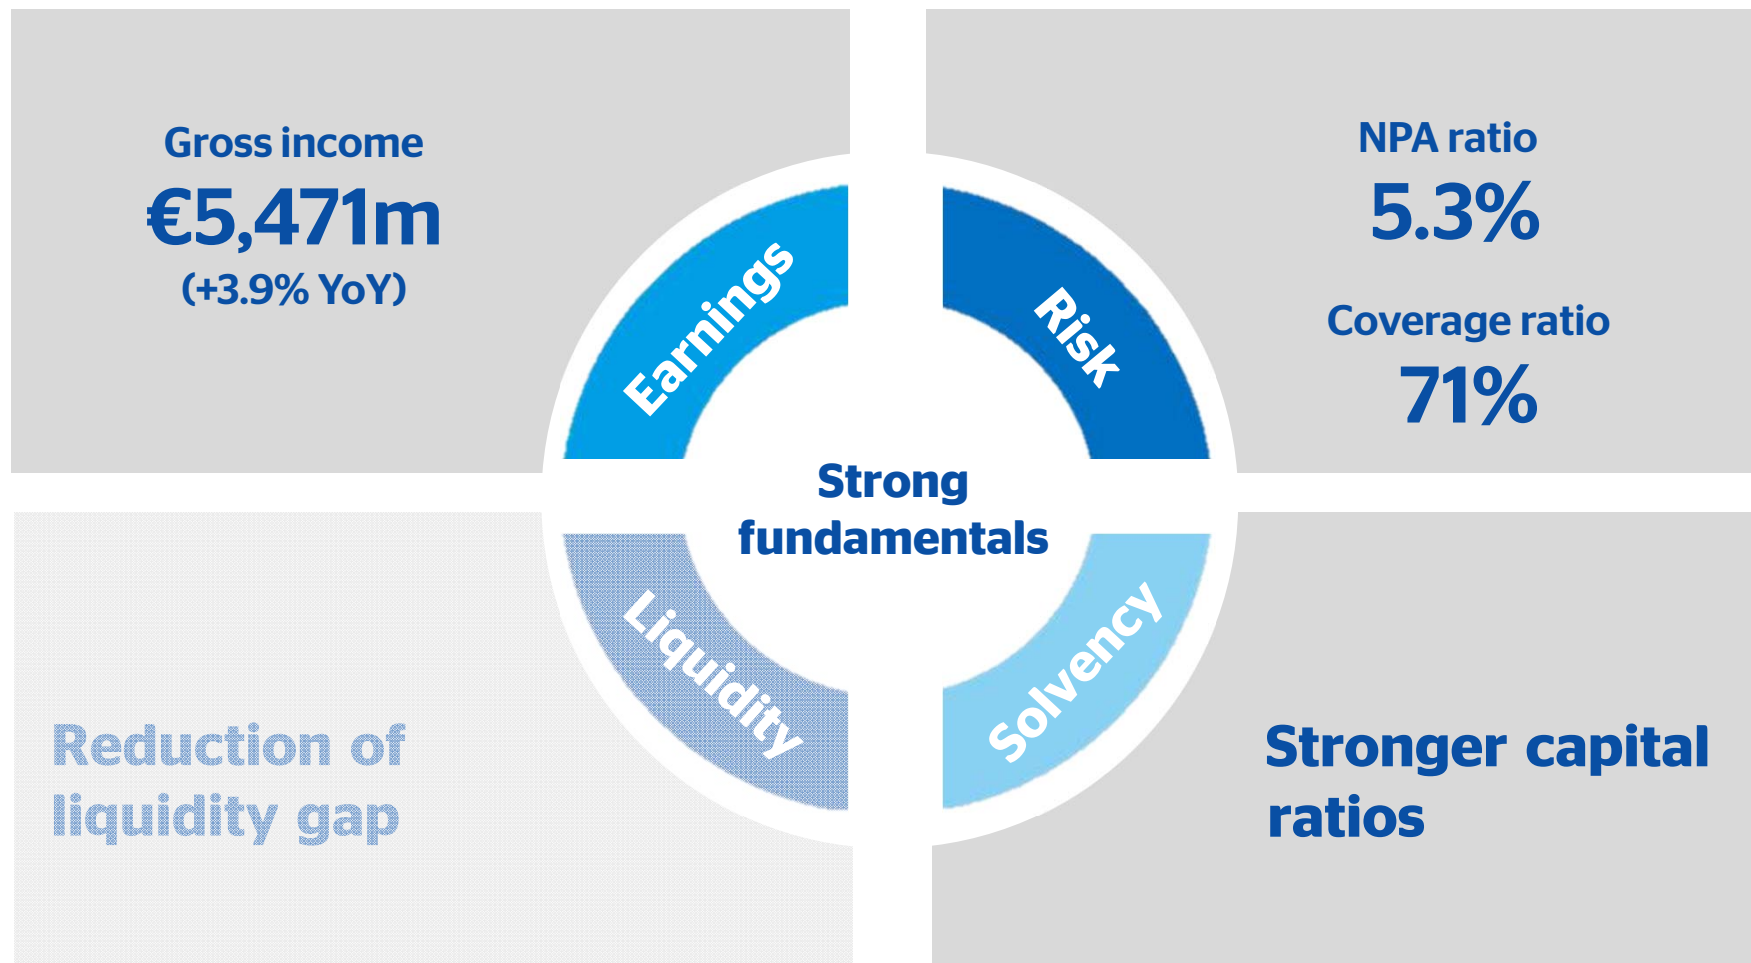 Gross income
€5,471m
(+3.9% YoY)
NPA ratio
5.3%
Coverage ratio
71%
Earnings
Risk
Strong
fundamentals
Liquidity
Solvency
Reduction of
liquidity gap
Stronger capital
ratios